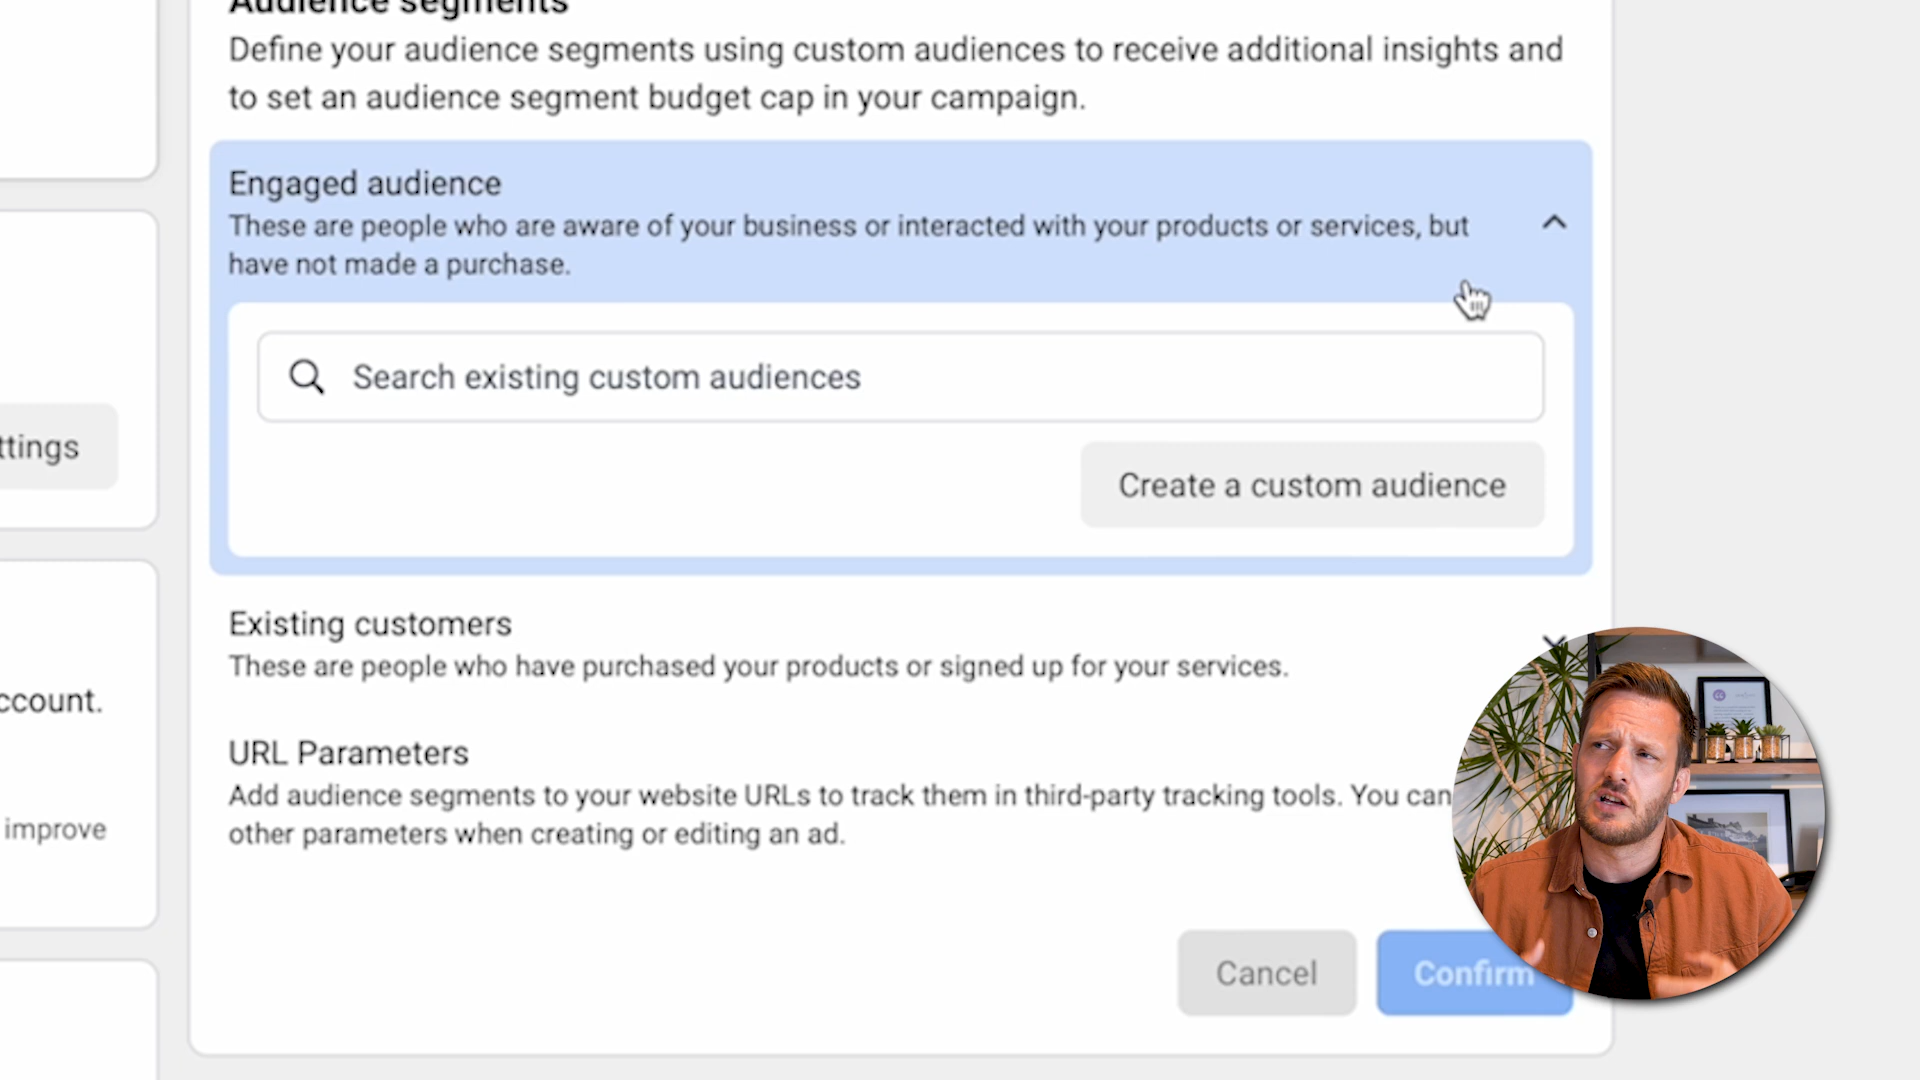 Audience segments
Define your audience segments using custom audiences to receive additional insights and
to set an audience segment budget cap in your campaign.
Engaged audience
These are people who are aware of your business or interacted with your products or services, but
have not made a purchase.
Search existing custom audiences
Create a custom audience
ttings
Existing customers
These are people who have purchased your products or signed up for your services.
ccount.
URL Parameters
Add audience segments to your website URLs to track them in third-party tracking tools. You can
other parameters when creating or editing an ad.
improve
Cancel
Confirm